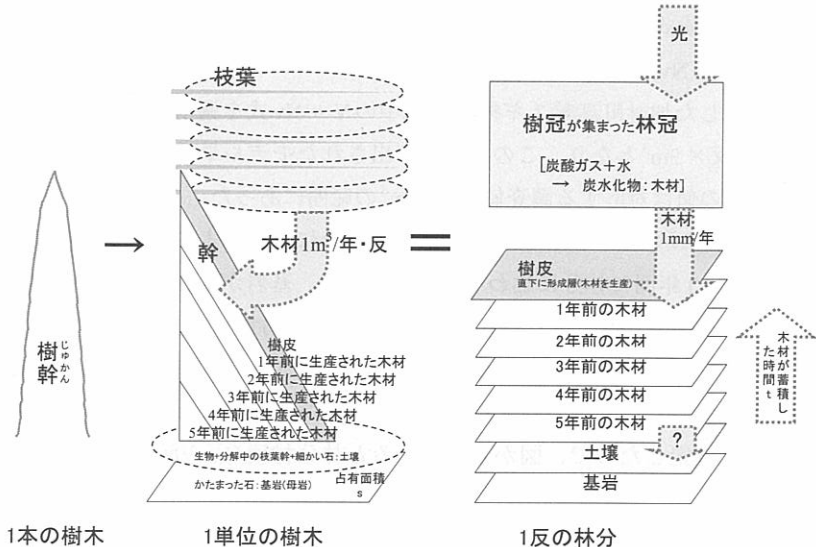 樹幹
じゅかん
1本の樹木
枝葉
幹
木材1m³/年・反
樹皮
1年前に生産された木材
2年前に生産された木材
3年前に生産された木材
4年前に生産された木材
5年前に生産された木材
生物+分解中の枝葉幹+細かい石:土壌
かたまった石:基岩(母岩)
占有面積
s
1単位の樹木
光
樹冠が集まった林冠
[炭酸ガス+水
→ 炭水化物:木材]
木材
1mm/年
樹皮
直下に形成層(木材を生産)
1年前の木材
2年前の木材
3年前の木材
4年前の木材
5年前の木材
?
土壌
基岩
木材が蓄積し
た時間t
1反の林分